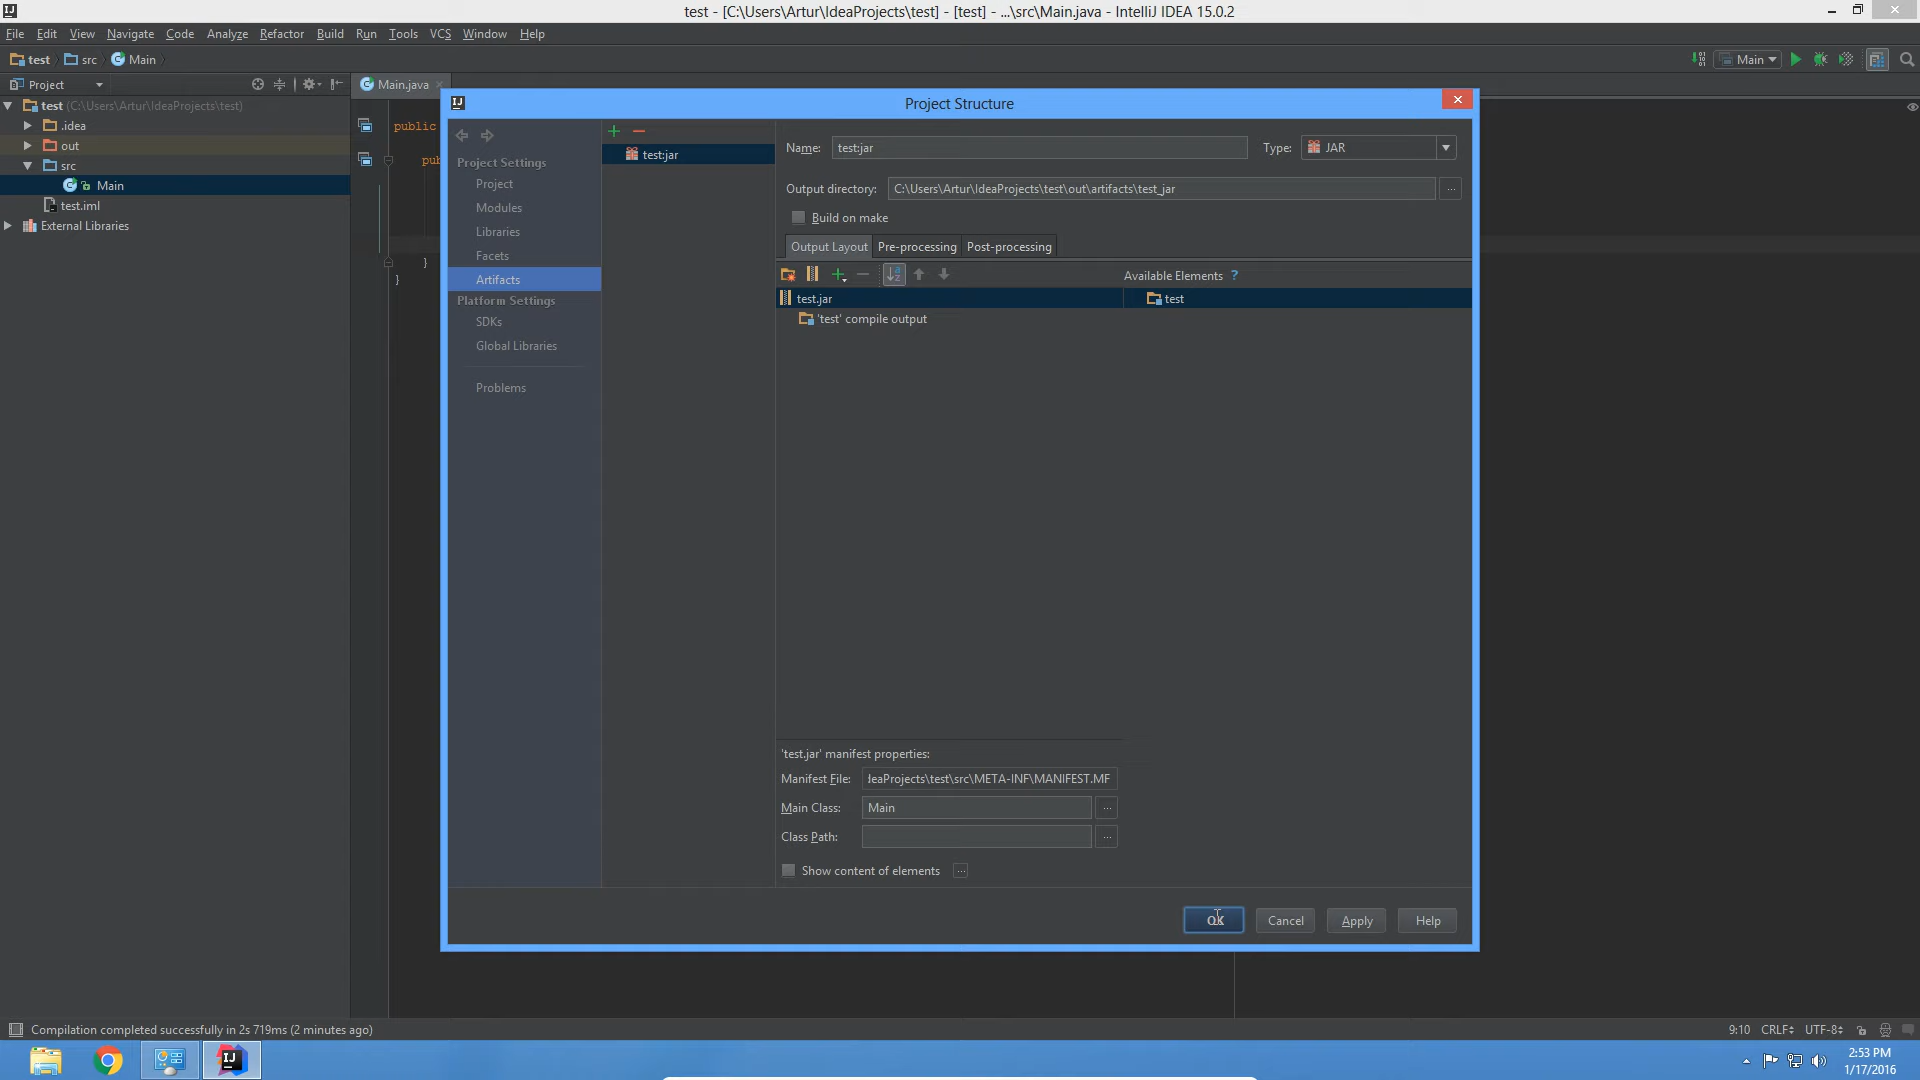 test - [C:\Users\Artur\IdeaProjects\test] - [test] - ...\src\Main.java - IntelliJ IDEA 15.0.2
File Edit View Navigate Code Analyze Refactor Build Run Tools VCS Window Help
test src Main
Main
Project
Main.java
test (C:\Users\Artur\IdeaProjects\test)
.idea
out
src
Main
test.iml
External Libraries
public
pub
}
}
Project Structure
Project Settings
Project
Modules
Libraries
Facets
Artifacts
Platform Settings
SDKs
Global Libraries
Problems
test:jar
Name: test:jar
Type: JAR
Output directory: C:\Users\Artur\IdeaProjects\test\out\artifacts\test_jar
Build on make
Output Layout Pre-processing Post-processing
Available Elements ?
test.jar
'test' compile output
test
'test.jar' manifest properties:
Manifest File: IeaProjects\test\src\META-INF\MANIFEST.MF
Main Class: Main
Class Path:
Show content of elements
OK Cancel Apply Help
Compilation completed successfully in 2s 719ms (2 minutes ago)
9:10 CRLF UTF-8
2:53 PM
1/17/2016